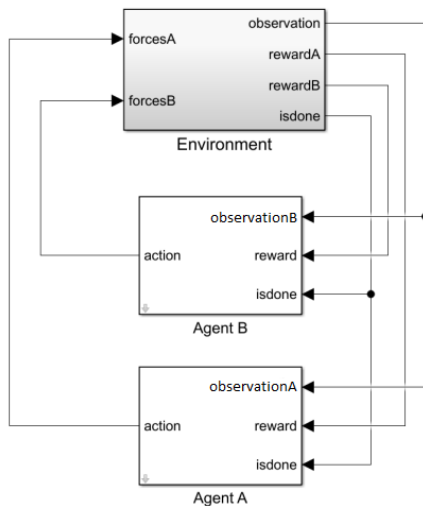 observation
forcesA
rewardA
rewardB
forcesB
isdone
Environment
observationB
action
reward
isdone
Agent B
observationA
action
reward
isdone
Agent A